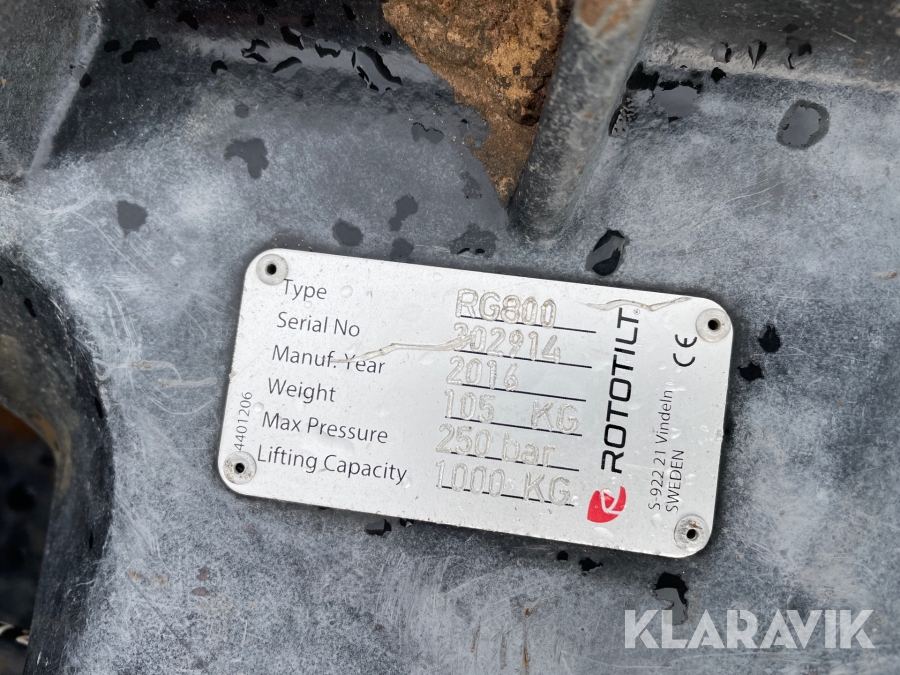 Type RG800
Serial No 302914
Manuf. Year 2016
Weight 105 KG
Max Pressure 250 bar
Lifting Capacity 1000 KG
4401206
ROTOTILT®
S-922 21 Vindeln
SWEDEN
CE
KLARAVIK